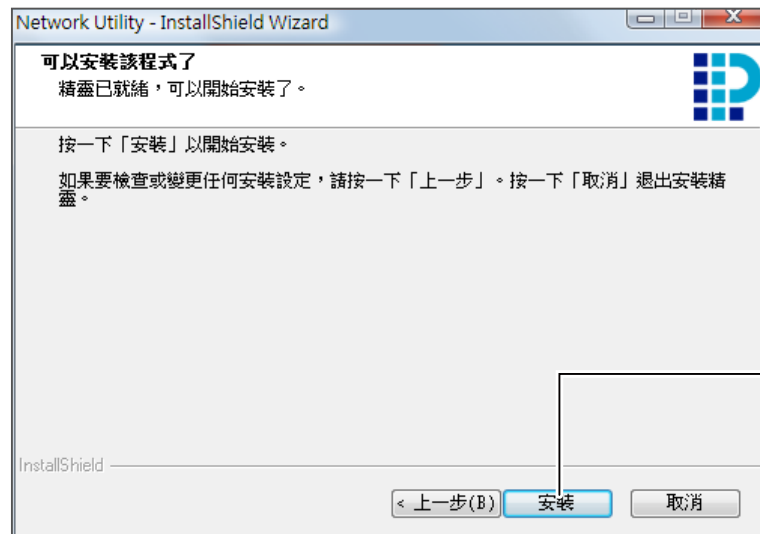 Network Utility - InstallShield Wizard
可以安裝該程式了
精靈已就緒，可以開始安裝了。
按一下「安裝」以開始安裝。
如果要檢查或變更任何安裝設定，請按一下「上一步」。按一下「取消」退出安裝精
靈。
InstallShield
< 上一步(B)
安裝
取消